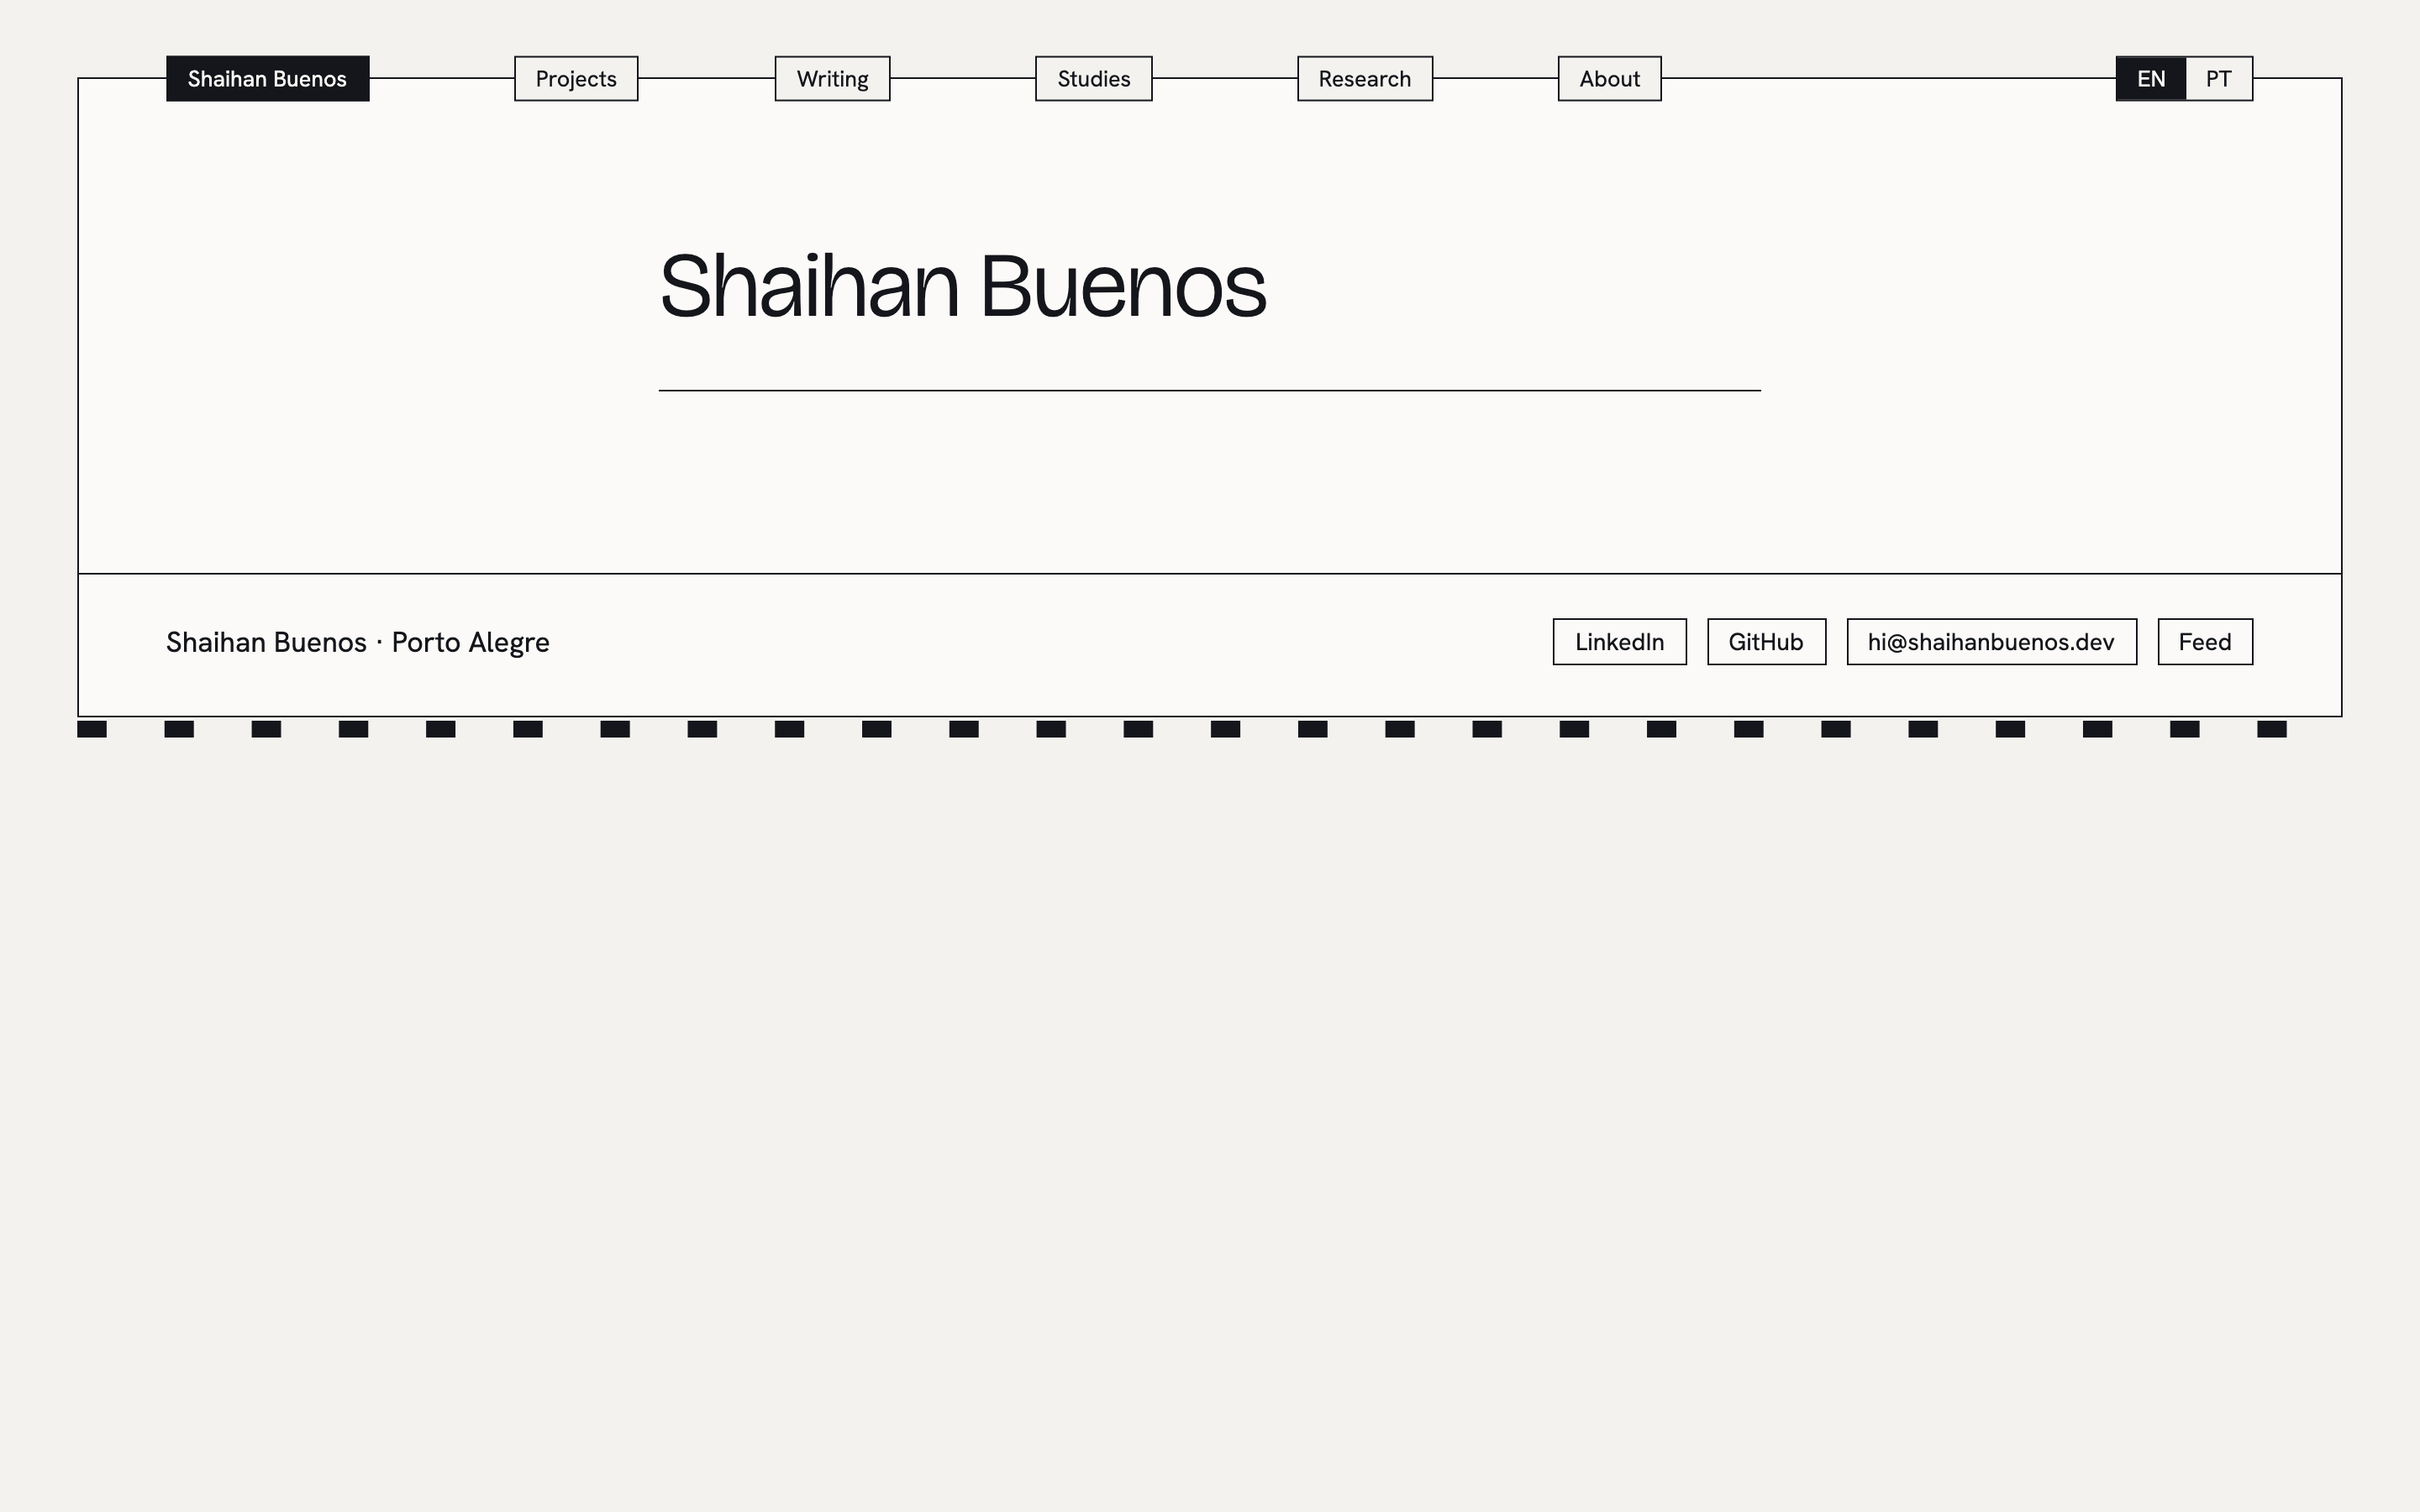 Shaihan Buenos Projects Writing Studies Research About EN PT
Shaihan Buenos
Shaihan Buenos · Porto Alegre LinkedIn GitHub hi@shaihanbuenos.dev Feed